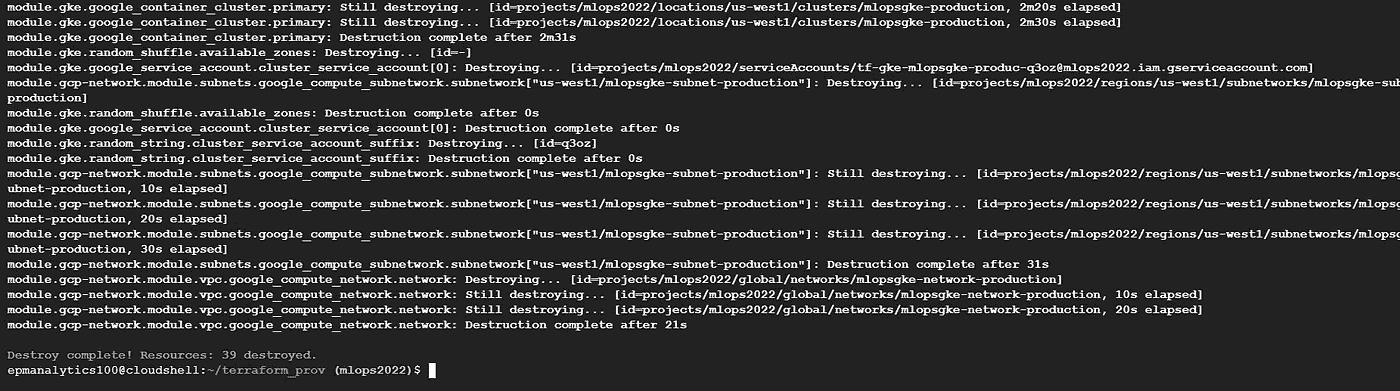 module.gke.google_container_cluster.primary: Still destroying... [id=projects/mlops2022/locations/us-west1/clusters/mlopsgke-production, 2m20s elapsed]
module.gke.google_container_cluster.primary: Still destroying... [id=projects/mlops2022/locations/us-west1/clusters/mlopsgke-production, 2m30s elapsed]
module.gke.google_container_cluster.primary: Destruction complete after 2m31s
module.gke.random_shuffle.available_zones: Destroying... [id=-]
module.gke.google_service_account.cluster_service_account[0]: Destroying... [id=projects/mlops2022/serviceAccounts/tf-gke-mlopsgke-produc-q3oz@mlops2022.iam.gserviceaccount.com]
module.gcp-network.module.subnets.google_compute_subnetwork.subnetwork["us-west1/mlopsgke-subnet-production"]: Destroying... [id=projects/mlops2022/regions/us-west1/subnetworks/mlopsgke-sub
production]
module.gke.random_shuffle.available_zones: Destruction complete after 0s
module.gke.google_service_account.cluster_service_account[0]: Destruction complete after 0s
module.gke.random_string.cluster_service_account_suffix: Destroying... [id=q3oz]
module.gke.random_string.cluster_service_account_suffix: Destruction complete after 0s
module.gcp-network.module.subnets.google_compute_subnetwork.subnetwork["us-west1/mlopsgke-subnet-production"]: Still destroying... [id=projects/mlops2022/regions/us-west1/subnetworks/mlopsg
ubnet-production, 10s elapsed]
module.gcp-network.module.subnets.google_compute_subnetwork.subnetwork["us-west1/mlopsgke-subnet-production"]: Still destroying... [id=projects/mlops2022/regions/us-west1/subnetworks/mlopsg
ubnet-production, 20s elapsed]
module.gcp-network.module.subnets.google_compute_subnetwork.subnetwork["us-west1/mlopsgke-subnet-production"]: Still destroying... [id=projects/mlops2022/regions/us-west1/subnetworks/mlopsg
ubnet-production, 30s elapsed]
module.gcp-network.module.subnets.google_compute_subnetwork.subnetwork["us-west1/mlopsgke-subnet-production"]: Destruction complete after 31s
module.gcp-network.module.vpc.google_compute_network.network: Destroying... [id=projects/mlops2022/global/networks/mlopsgke-network-production]
module.gcp-network.module.vpc.google_compute_network.network: Still destroying... [id=projects/mlops2022/global/networks/mlopsgke-network-production, 10s elapsed]
module.gcp-network.module.vpc.google_compute_network.network: Still destroying... [id=projects/mlops2022/global/networks/mlopsgke-network-production, 20s elapsed]
module.gcp-network.module.vpc.google_compute_network.network: Destruction complete after 21s
Destroy complete! Resources: 39 destroyed.
epmanalytics100@cloudshell:~/terraform_prov (mlops2022)$